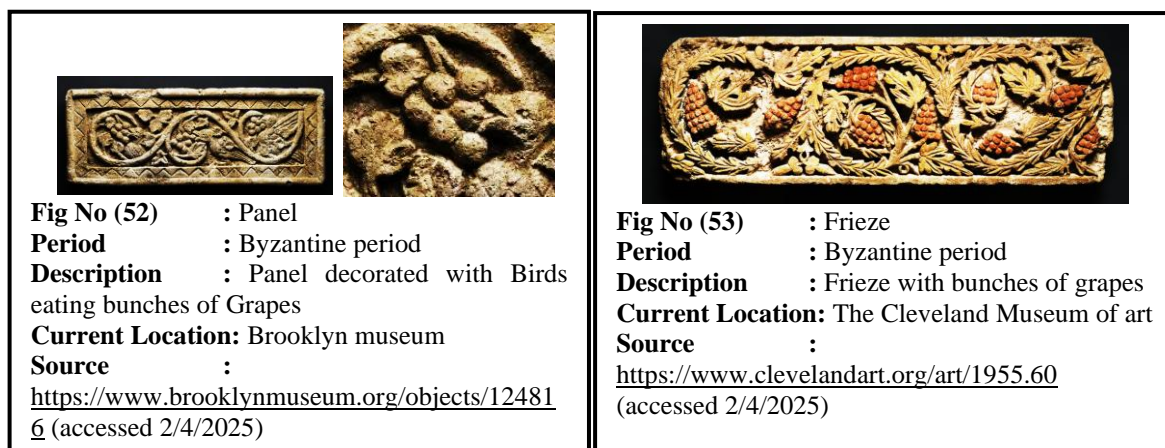 Fig No (52) : Panel
Period : Byzantine period
Description : Panel decorated with Birds
eating bunches of Grapes
Current Location: Brooklyn museum
Source :
https://www.brooklynmuseum.org/objects/12481
6 (accessed 2/4/2025)
Fig No (53) : Frieze
Period : Byzantine period
Description : Frieze with bunches of grapes
Current Location: The Cleveland Museum of art
Source :
https://www.clevelandart.org/art/1955.60
(accessed 2/4/2025)